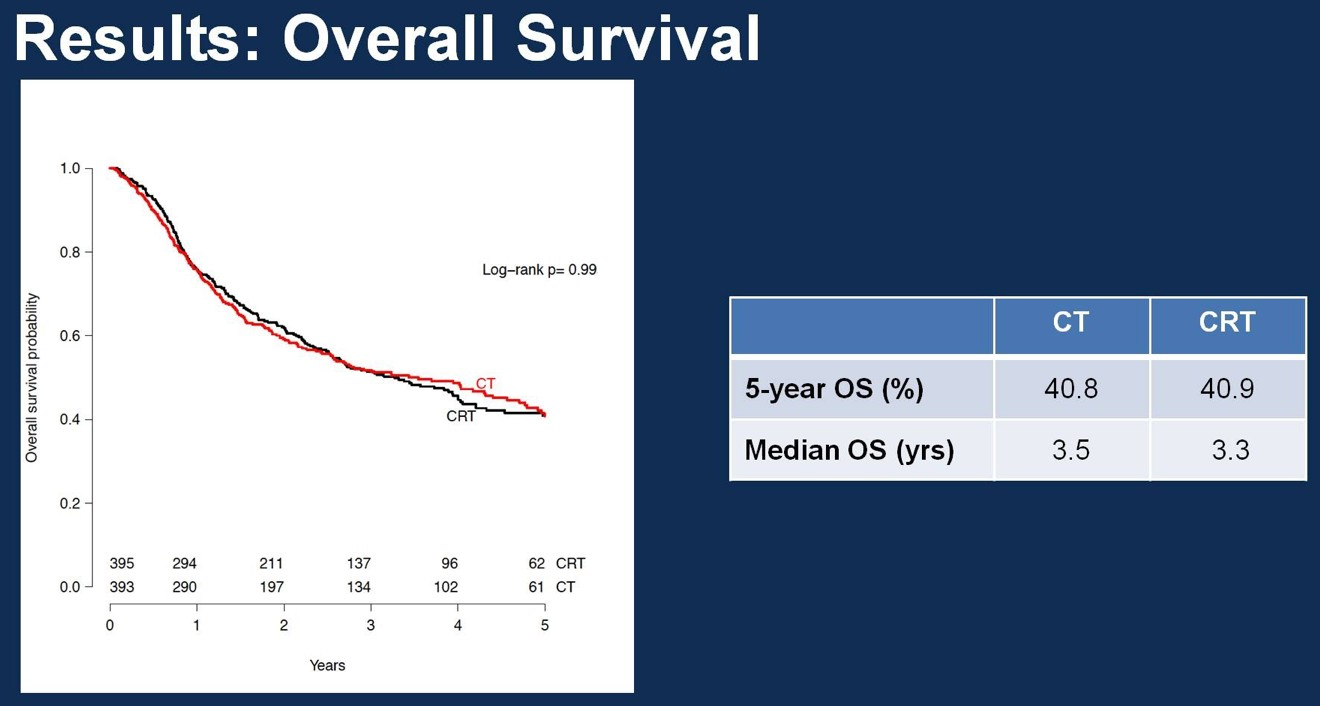 Results: Overall Survival
1.0
0.8
0.6
0.4
0.2
0.0
Overall survival probability
Log−rank p= 0.99
CT
CRT
395 294 211 137 96 62 CRT
393 290 197 134 102 61 CT
0 1 2 3 4 5
Years
CT CRT
5-year OS (%) 40.8 40.9
Median OS (yrs) 3.5 3.3